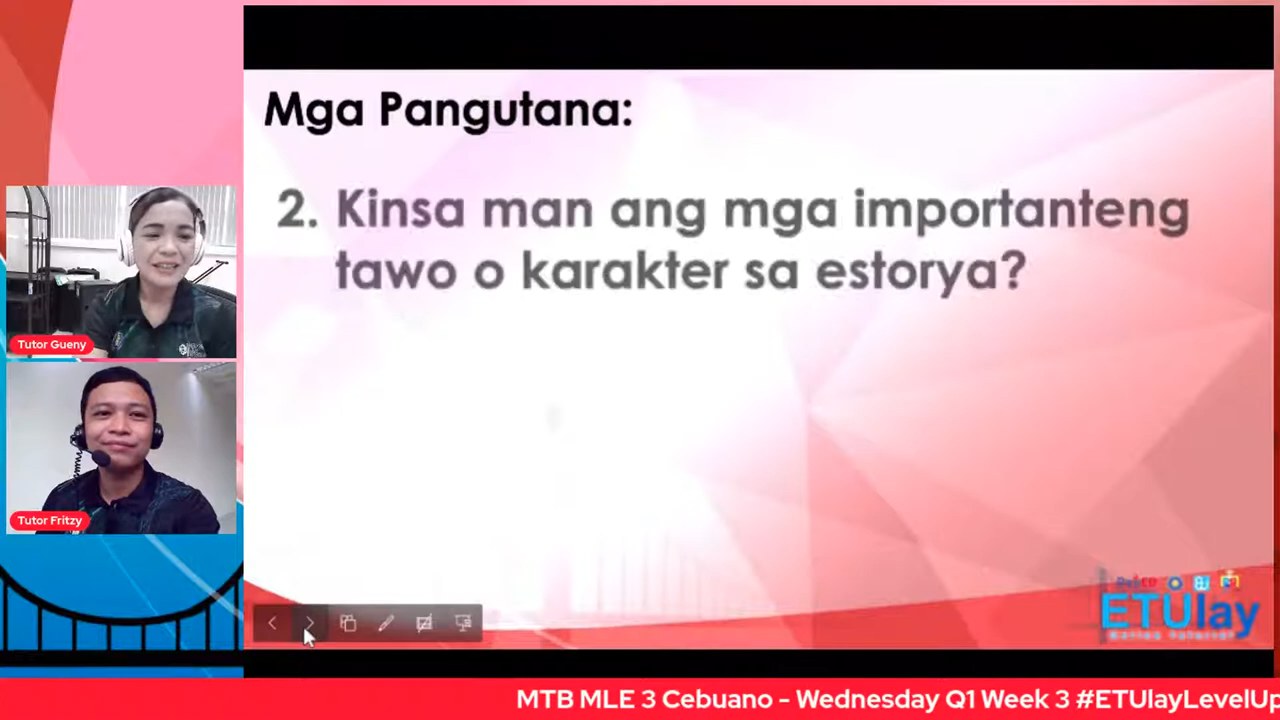 Mga Pangutana:
2. Kinsa man ang mga importanteng
tawo o karakter sa estorya?
Tutor Gueny
Tutor Fritzy
ETUlay
MTB MLE 3 Cebuano - Wednesday Q1 Week 3 #ETUlayLevelUp